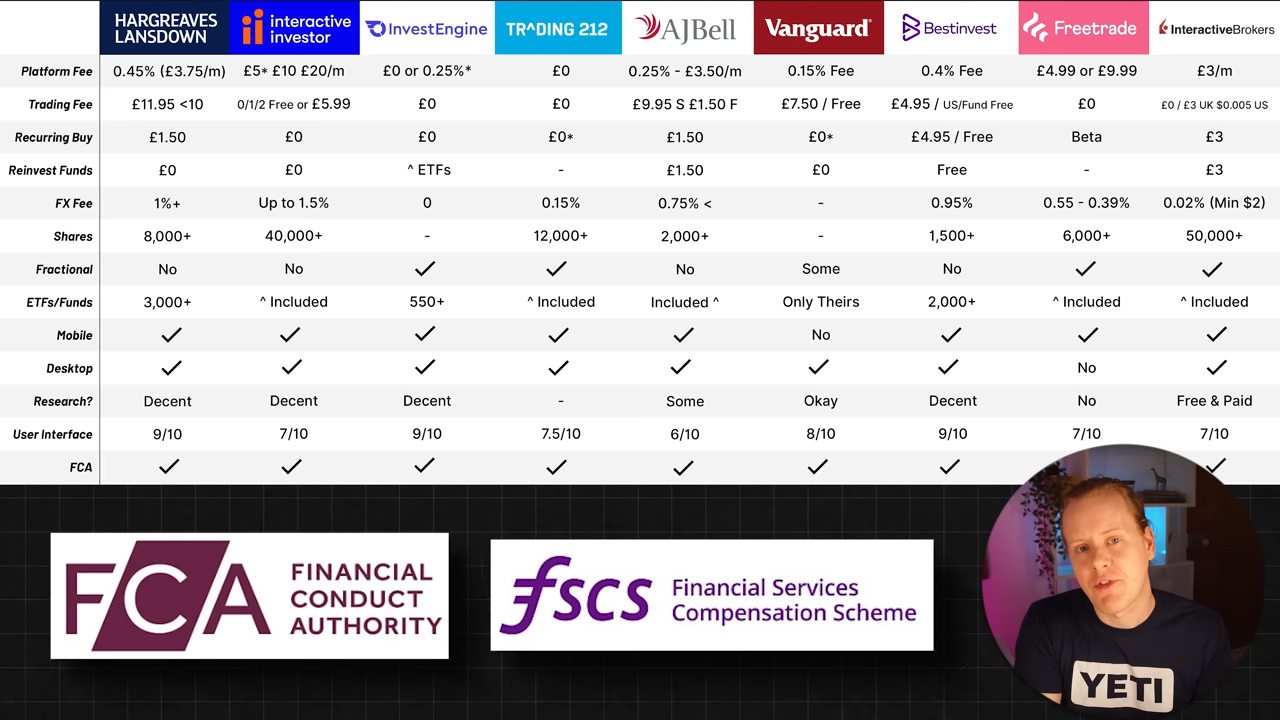 HARGREAVES LANSDOWN interactive investor InvestEngine TR^DING 212 AJBell Vanguard® Bestinvest Freetrade InteractiveBrokers
Platform Fee 0.45% (£3.75/m) £5* £10 £20/m £0 or 0.25%* £0 0.25% - £3.50/m 0.15% Fee 0.4% Fee £4.99 or £9.99 £3/m
Trading Fee £11.95 <10 0/1/2 Free or £5.99 £0 £0 £9.95 S £1.50 F £7.50 / Free £4.95 / US/Fund Free £0 £0 / £3 UK $0.005 US
Recurring Buy £1.50 £0 £0 £0* £1.50 £0* £4.95 / Free Beta £3
Reinvest Funds £0 £0 ^ ETFs - £1.50 £0 Free - £3
FX Fee 1%+ Up to 1.5% 0 0.15% 0.75% < - 0.95% 0.55 - 0.39% 0.02% (Min $2)
Shares 8,000+ 40,000+ - 12,000+ 2,000+ - 1,500+ 6,000+ 50,000+
Fractional No No ✓ ✓ No Some No ✓ ✓
ETFs/Funds 3,000+ ^ Included 550+ ^ Included Included ^ Only Theirs 2,000+ ^ Included ^ Included
Mobile ✓ ✓ ✓ ✓ ✓ No ✓ ✓ ✓
Desktop ✓ ✓ ✓ ✓ ✓ ✓ ✓ No ✓
Research? Decent Decent Decent - Some Okay Decent No Free & Paid
User Interface 9/10 7/10 9/10 7.5/10 6/10 8/10 9/10 7/10 7/10
FCA ✓ ✓ ✓ ✓ ✓ ✓ ✓ ✓
FCA FINANCIAL
CONDUCT
AUTHORITY
fscs Financial Services
Compensation Scheme
YETI